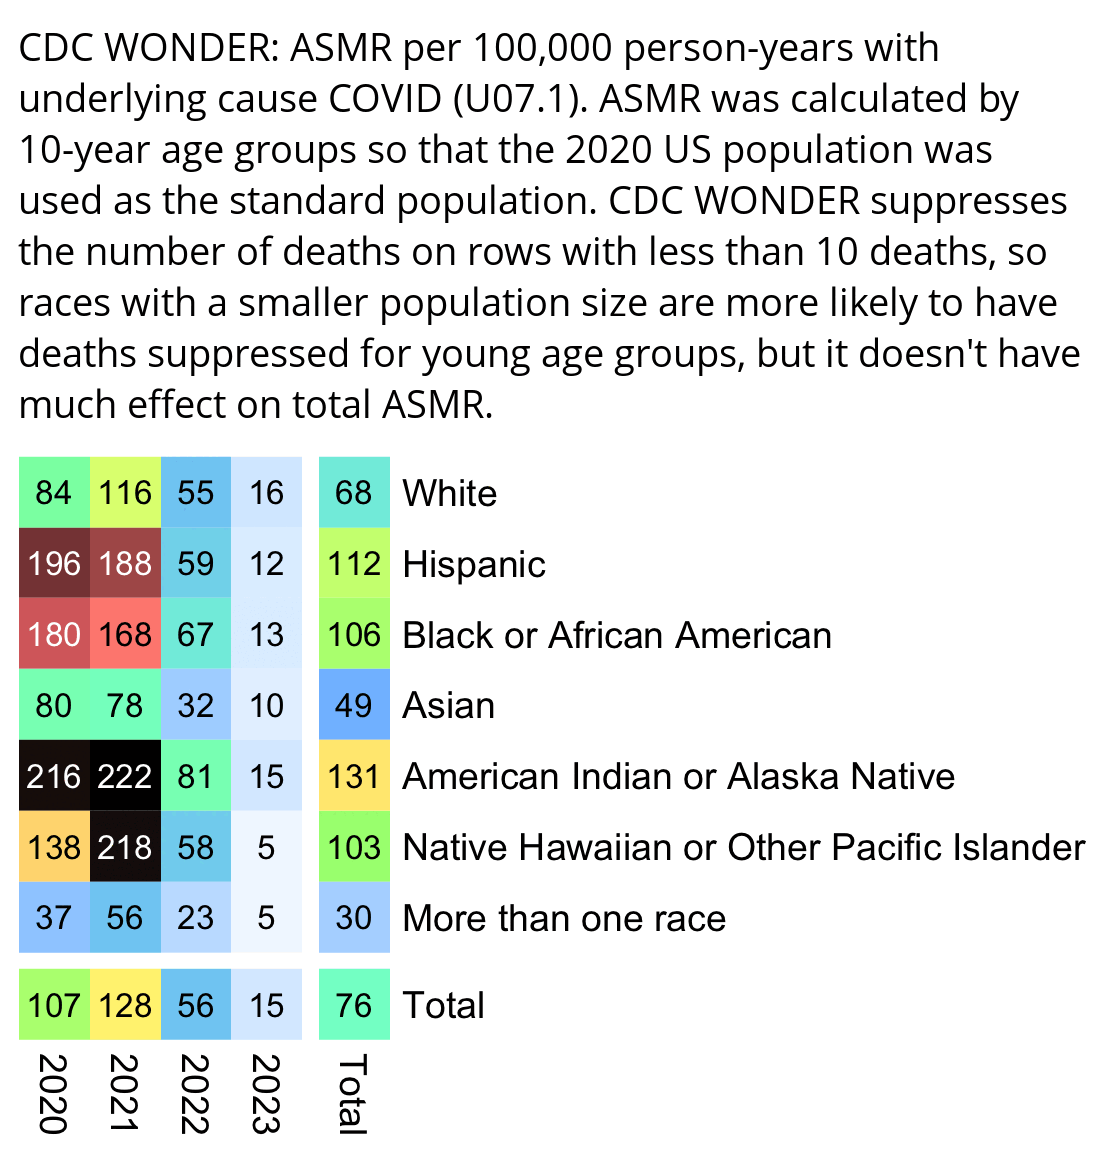 CDC WONDER: ASMR per 100,000 person-years with
underlying cause COVID (U07.1). ASMR was calculated by
10-year age groups so that the 2020 US population was
used as the standard population. CDC WONDER suppresses
the number of deaths on rows with less than 10 deaths, so
races with a smaller population size are more likely to have
deaths suppressed for young age groups, but it doesn't have
much effect on total ASMR.
84 116 55 16 68 White
196 188 59 12 112 Hispanic
180 168 67 13 106 Black or African American
80 78 32 10 49 Asian
216 222 81 15 131 American Indian or Alaska Native
138 218 58 5 103 Native Hawaiian or Other Pacific Islander
37 56 23 5 30 More than one race
107 128 56 15 76 Total
2020 2021 2022 2023 Total